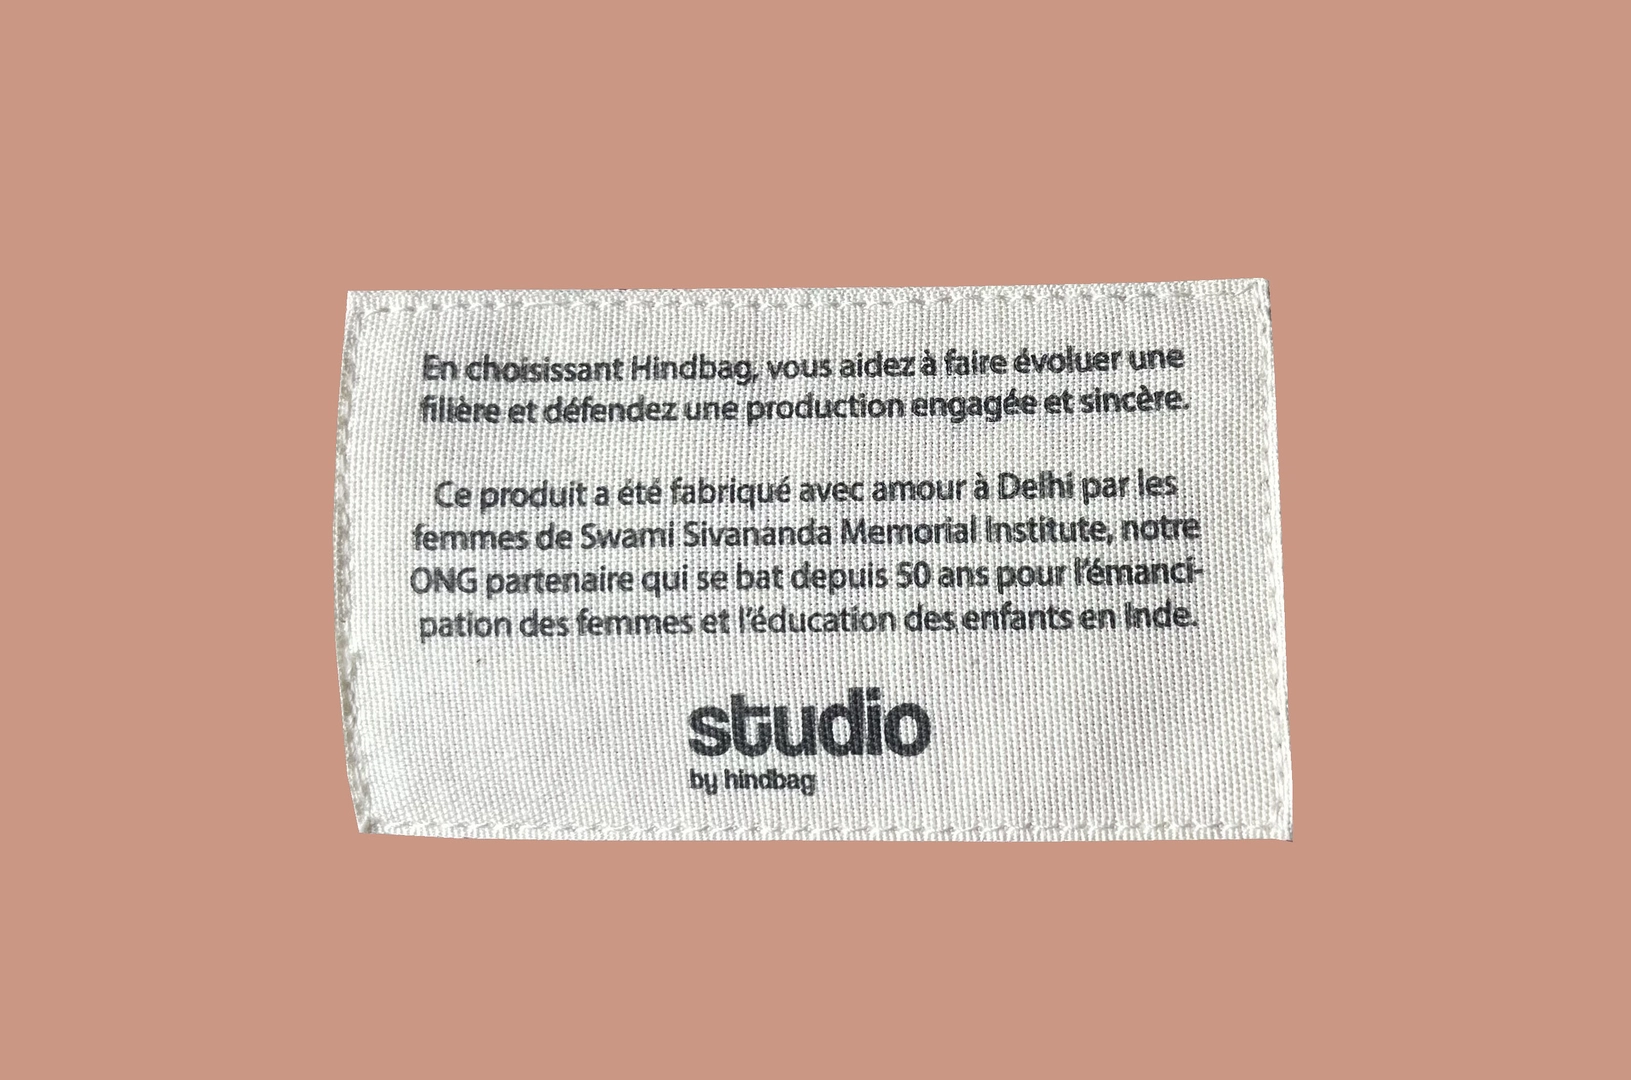 En choisissant Hindbag, vous aidez à faire évoluer une
filière et défendez une production engagée et sincère.
Ce produit a été fabriqué avec amour à Delhi par les
femmes de Swami Sivananda Memorial Institute, notre
ONG partenaire qui se bat depuis 50 ans pour l'émanci-
pation des femmes et l'éducation des enfants en Inde.
studio
by hindbag